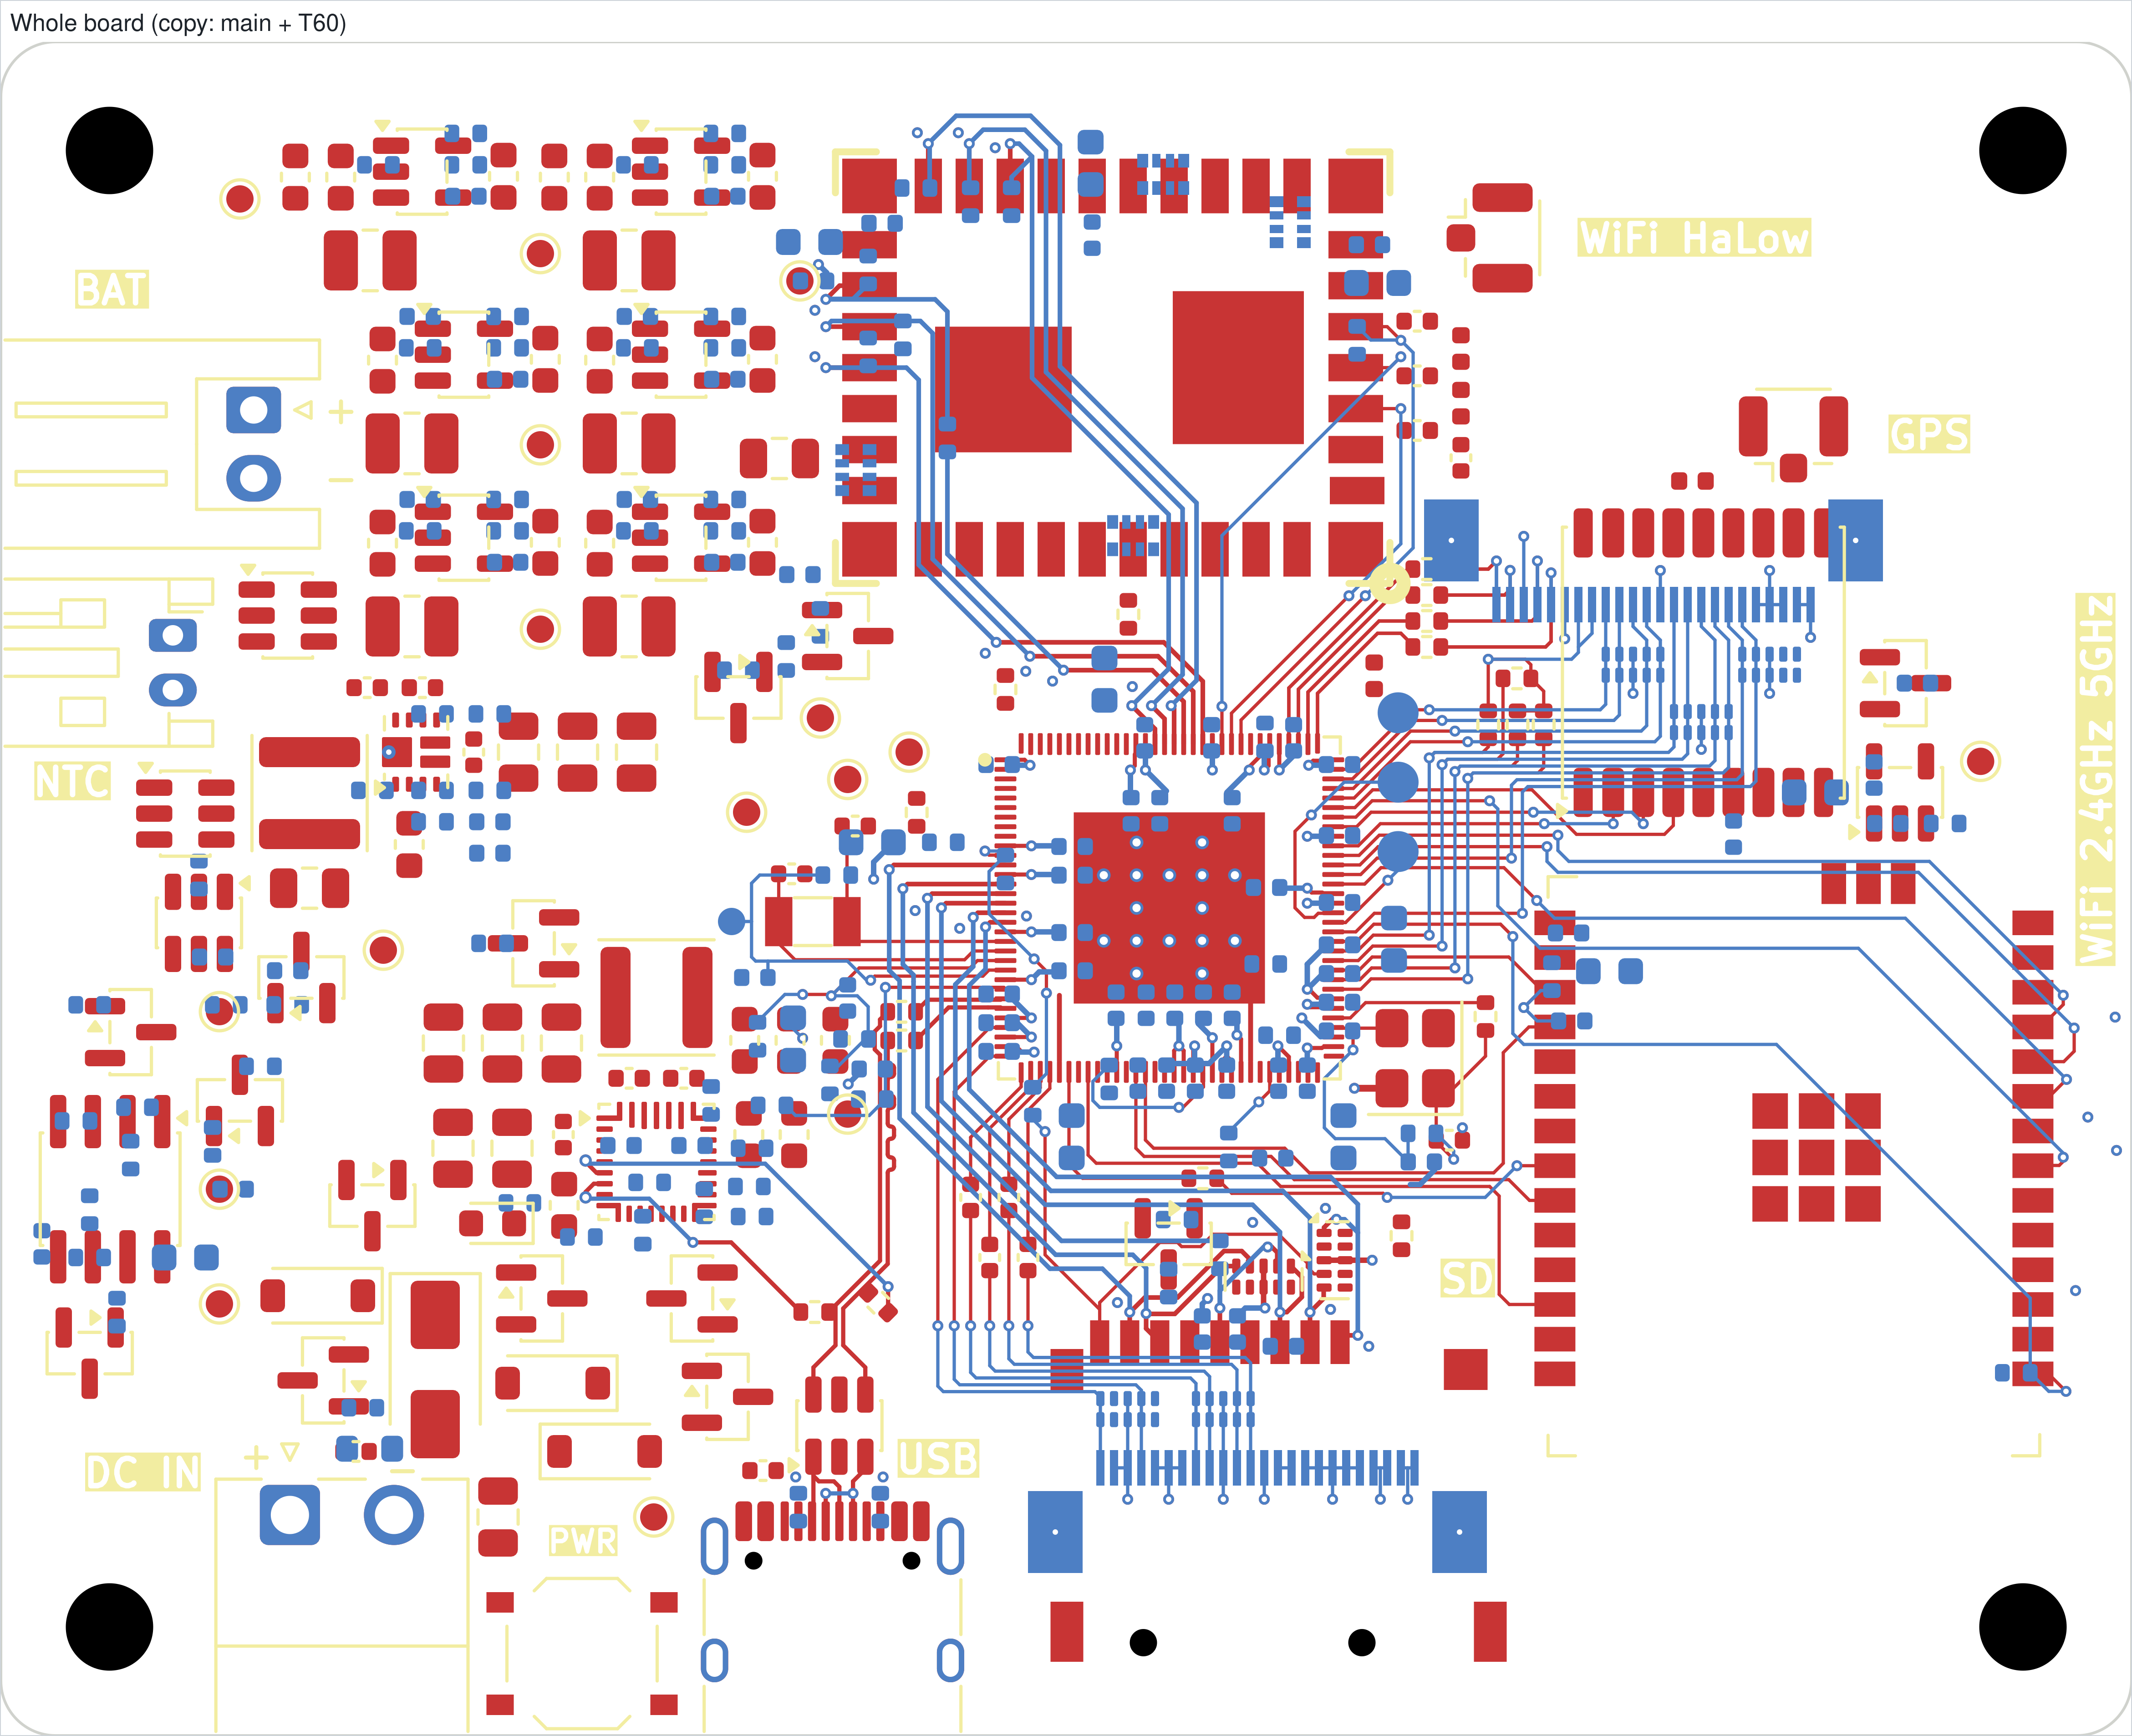 Whole board (copy: main + T60)
WiFi HaLow
BAT
+
GPS
−
WiFi 2.4GHz 5GHz
NTC
SD
USB
DC IN
+
−
PWR